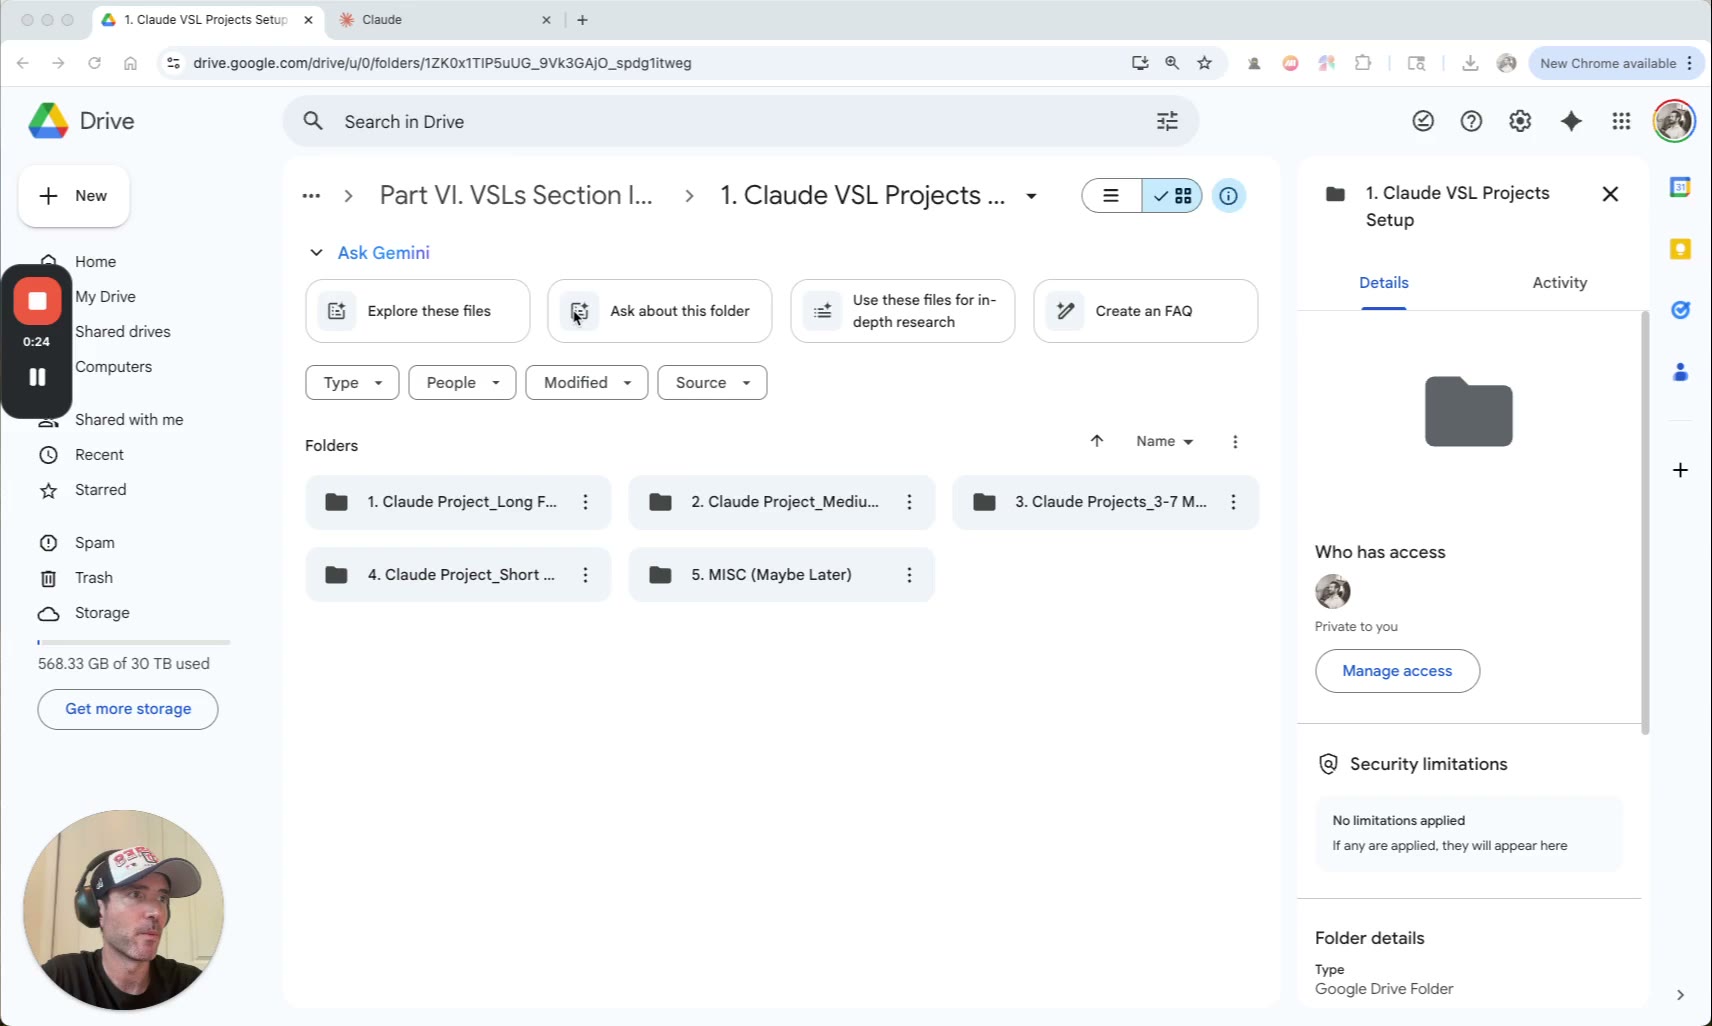 1. Claude VSL Projects Setup
Claude
drive.google.com/drive/u/0/folders/1ZK0x1TIP5uUG_9Vk3GAjO_spdg1itweg
New Chrome available
Drive
Search in Drive
New
Home
My Drive
Shared drives
Computers
Shared with me
Recent
Starred
Spam
Trash
Storage
568.33 GB of 30 TB used
Get more storage
0:24
Part VI. VSLs Section I...
1. Claude VSL Projects ...
Ask Gemini
Explore these files
Ask about this folder
Use these files for in-
depth research
Create an FAQ
Type
People
Modified
Source
Folders
Name
1. Claude Project_Long F...
2. Claude Project_Mediu...
3. Claude Projects_3-7 M...
4. Claude Project_Short ...
5. MISC (Maybe Later)
1. Claude VSL Projects
Setup
Details
Activity
Who has access
Private to you
Manage access
Security limitations
No limitations applied
If any are applied, they will appear here
Folder details
Type
Google Drive Folder
31